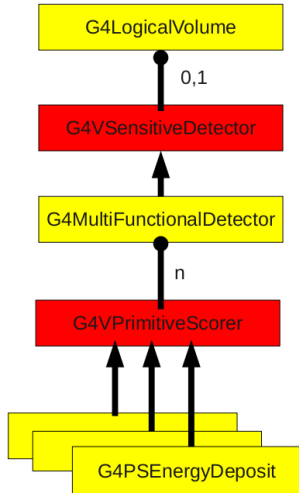 G4LogicalVolume
0,1
G4VSensitiveDetector
G4MultiFunctionalDetector
n
G4VPrimitiveScorer
G4PSEnergyDeposit